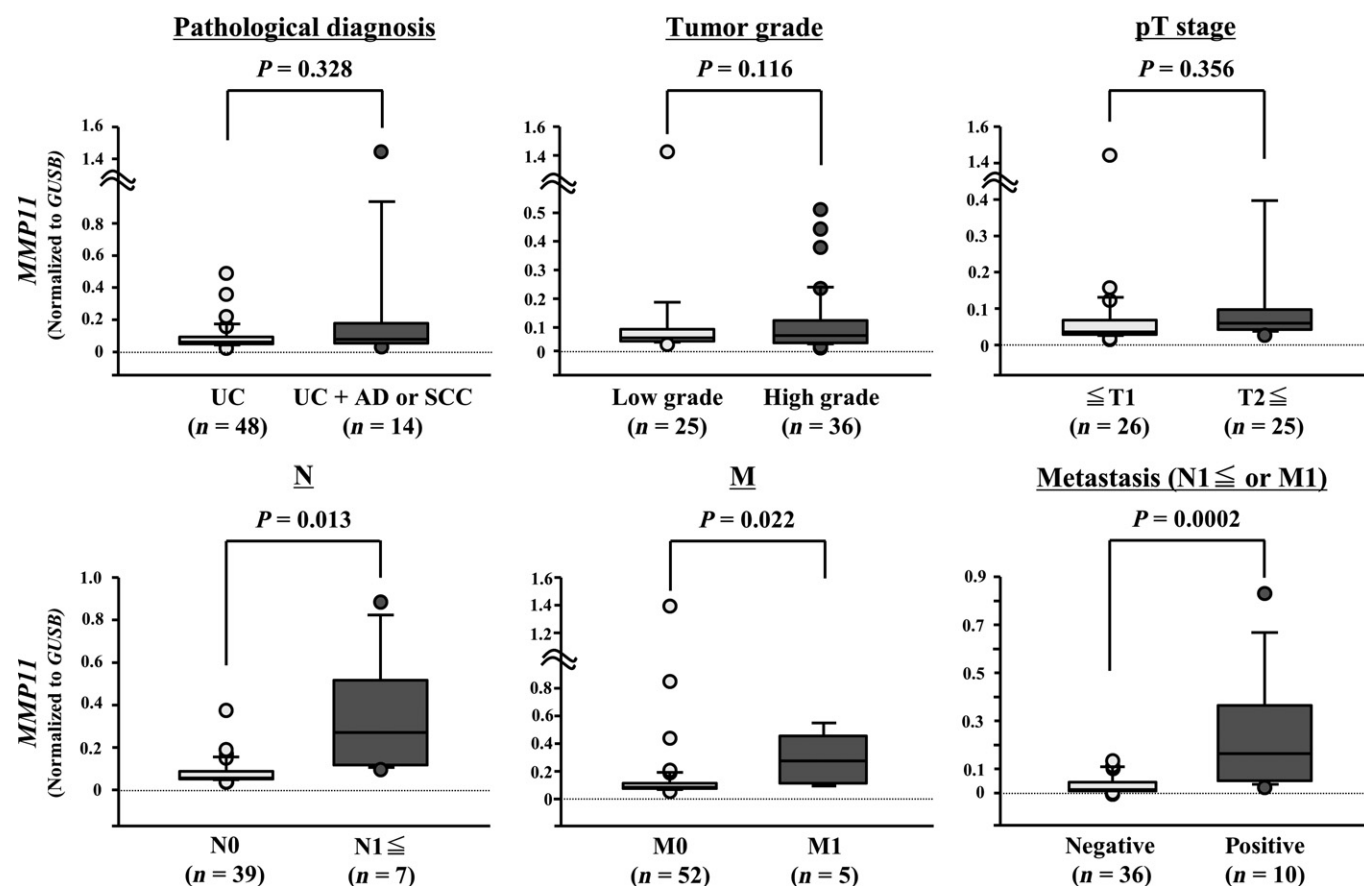 Pathological diagnosis
P = 0.328
MMP11
(Normalized to GUSB)
1.6
1.4
0.8
0.6
0.4
0.2
0
UC
(n = 48)
UC + AD or SCC
(n = 14)
Tumor grade
P = 0.116
1.6
1.4
0.5
0.4
0.3
0.2
0.1
0
Low grade
(n = 25)
High grade
(n = 36)
pT stage
P = 0.356
1.6
1.4
0.4
0.3
0.2
0.1
0
≦T1
(n = 26)
T2≦
(n = 25)
N
P = 0.013
MMP11
(Normalized to GUSB)
1.0
0.8
0.6
0.4
0.2
0
N0
(n = 39)
N1≦
(n = 7)
M
P = 0.022
1.6
1.4
1.2
1.0
0.8
0.6
0.4
0.2
0
M0
(n = 52)
M1
(n = 5)
Metastasis (N1≦ or M1)
P = 0.0002
0.9
0.7
0.5
0.3
0.1
0
Negative
(n = 36)
Positive
(n = 10)